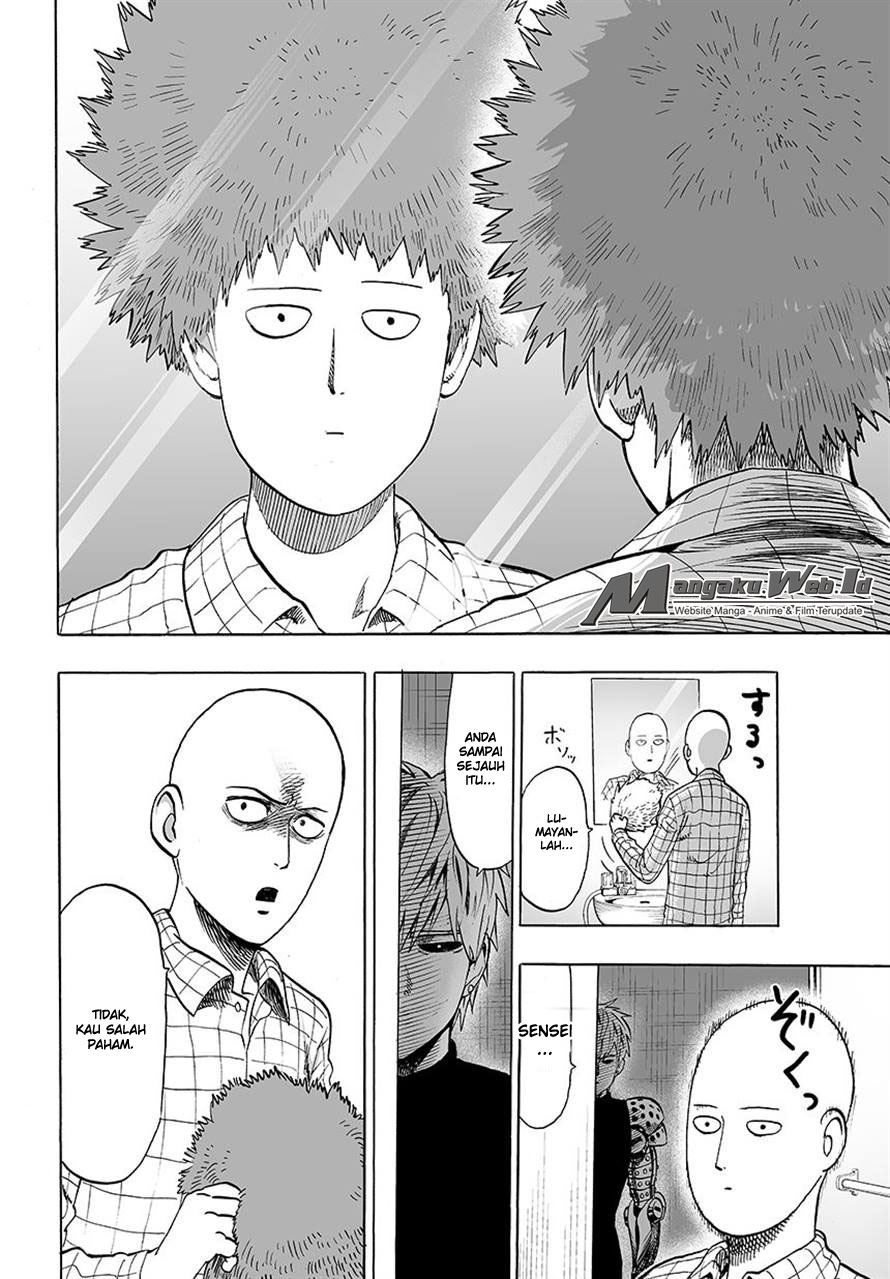 Mangaku.Web.Id
Website Manga - Anime & Film Terupdate
する
っ
ボソッ
LU-
MAYAN-
LAH...
ぞくっ
SENSEI
...
ANDA
SAMPAI
SEJAUH
ITU...
TIDAK,
KAU SALAH
PAHAM.